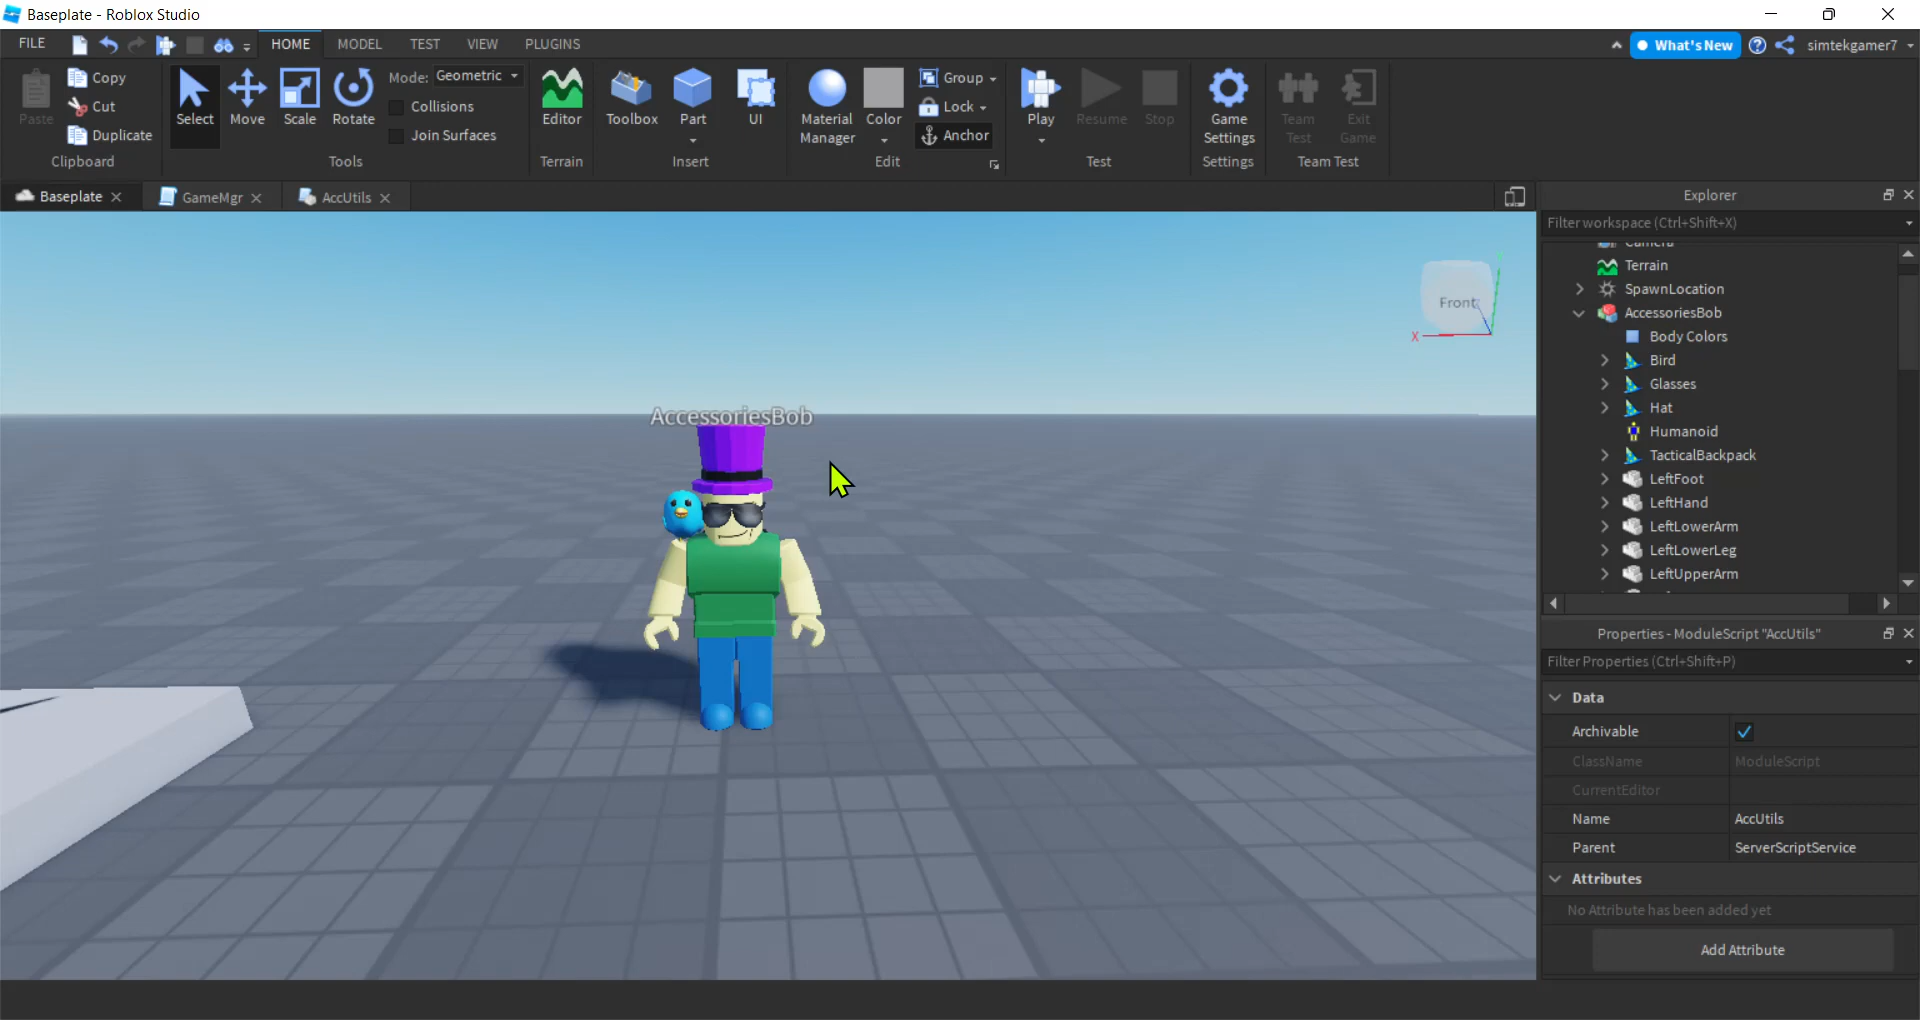 Baseplate - Roblox Studio
FILE
HOME
MODEL
TEST
VIEW
PLUGINS
What's New
simtekgamer7
Paste
Copy
Cut
Duplicate
Clipboard
Select
Move
Scale
Rotate
Mode: Geometric
Collisions
Join Surfaces
Tools
Editor
Terrain
Toolbox
Part
UI
Insert
Material
Manager
Color
Group
Lock
Anchor
Edit
Play
Resume
Stop
Test
Game
Settings
Settings
Team
Test
Exit
Game
Team Test
Baseplate
GameMgr
AccUtils
Front
X
AccessoriesBob
Explorer
Filter workspace (Ctrl+Shift+X)
Camera
Terrain
SpawnLocation
AccessoriesBob
Body Colors
Bird
Glasses
Hat
Humanoid
TacticalBackpack
LeftFoot
LeftHand
LeftLowerArm
LeftLowerLeg
LeftUpperArm
Properties - ModuleScript "AccUtils"
Filter Properties (Ctrl+Shift+P)
Data
Archivable
ClassName ModuleScript
CurrentEditor
Name AccUtils
Parent ServerScriptService
Attributes
No Attribute has been added yet
Add Attribute